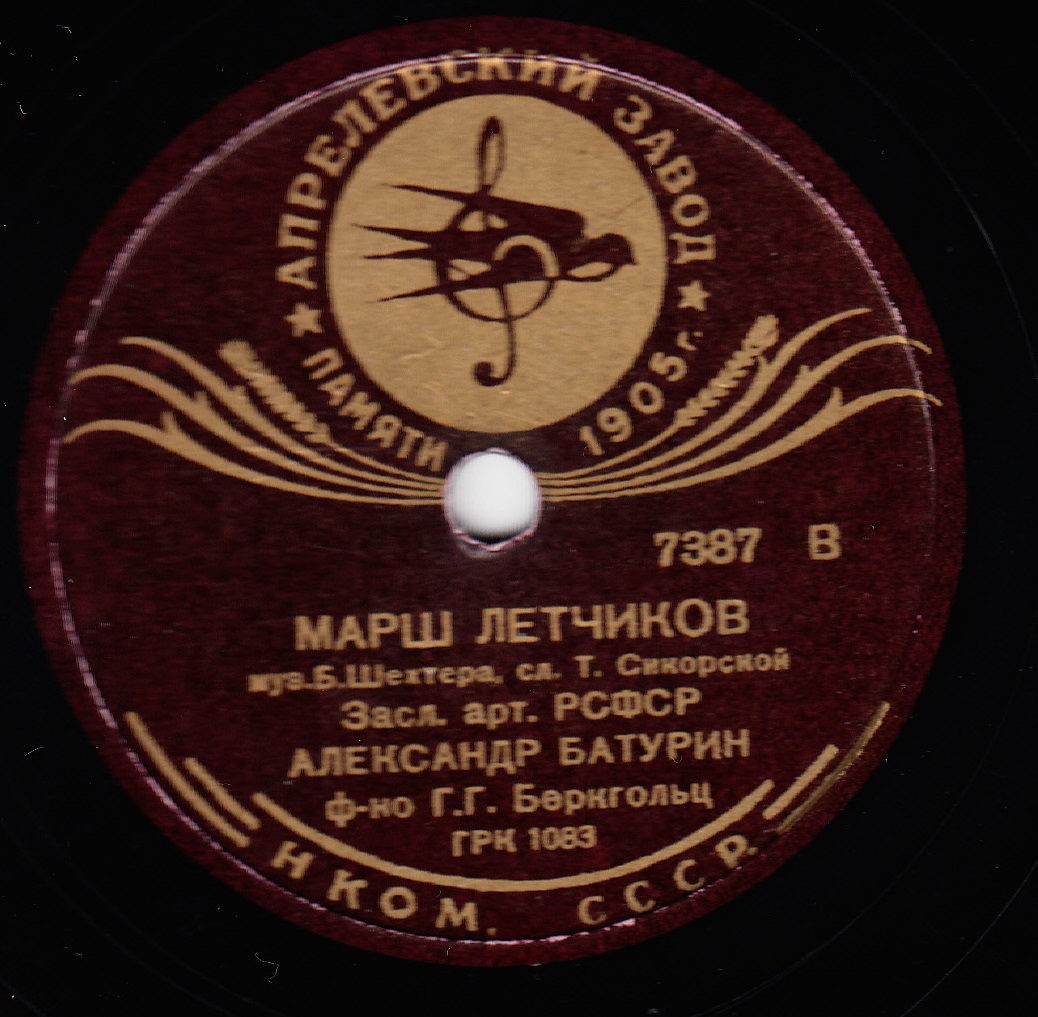 АПРЕЛЕВСКИЙ ЗАВОД
ПАМЯТИ 1905 г.
7387 В
МАРШ ЛЕТЧИКОВ
муз. Б. Шехтера, сл. Т. Сикорской
Засл. арт. РСФСР
АЛЕКСАНДР БАТУРИН
ф-но Г.Г. Беркгольц
ГРК 1083
НКОМ. СССР.